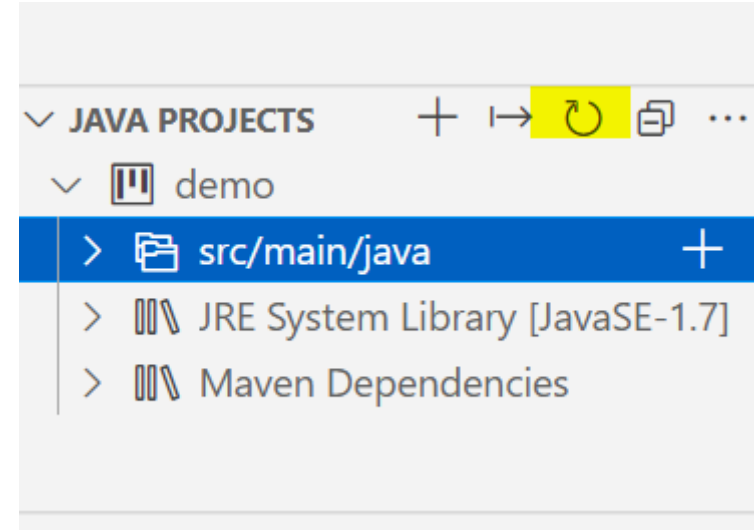 JAVA PROJECTS
demo
src/main/java
JRE System Library [JavaSE-1.7]
Maven Dependencies